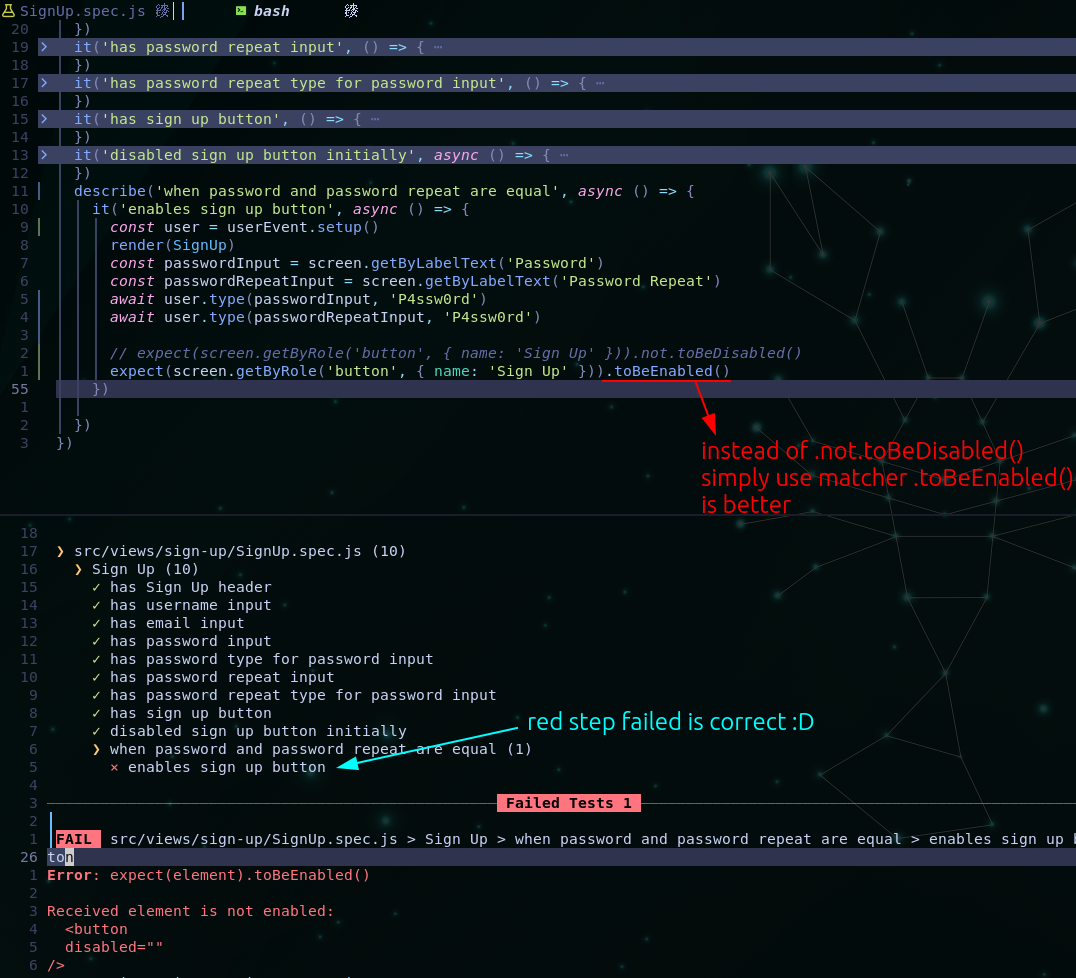 SignUp.spec.js bash
20 })
19 > it('has password repeat input', () => { ⋯
18 })
17 > it('has password repeat type for password input', () => { ⋯
16 })
15 > it('has sign up button', () => { ⋯
14 })
13 > it('disabled sign up button initially', async () => { ⋯
12 })
11 describe('when password and password repeat are equal', async () => {
10 it('enables sign up button', async () => {
9 const user = userEvent.setup()
8 render(SignUp)
7 const passwordInput = screen.getByLabelText('Password')
6 const passwordRepeatInput = screen.getByLabelText('Password Repeat')
5 await user.type(passwordInput, 'P4ssw0rd')
4 await user.type(passwordRepeatInput, 'P4ssw0rd')
3
2 // expect(screen.getByRole('button', { name: 'Sign Up' })).not.toBeDisabled()
1 expect(screen.getByRole('button', { name: 'Sign Up' })).toBeEnabled()
55 })
1
2 })
3 })
instead of .not.toBeDisabled()
simply use matcher .toBeEnabled()
is better
18
17 ❯ src/views/sign-up/SignUp.spec.js (10)
16 ❯ Sign Up (10)
15 ✓ has Sign Up header
14 ✓ has username input
13 ✓ has email input
12 ✓ has password input
11 ✓ has password type for password input
10 ✓ has password repeat input
9 ✓ has password repeat type for password input
8 ✓ has sign up button
7 ✓ disabled sign up button initially
red step failed is correct :D
6 ❯ when password and password repeat are equal (1)
5 × enables sign up button
4
3 Failed Tests 1
2
1 FAIL src/views/sign-up/SignUp.spec.js > Sign Up > when password and password repeat are equal > enables sign up b
26 ton
1 Error: expect(element).toBeEnabled()
2
3 Received element is not enabled:
4 <button
5 disabled=""
6 />